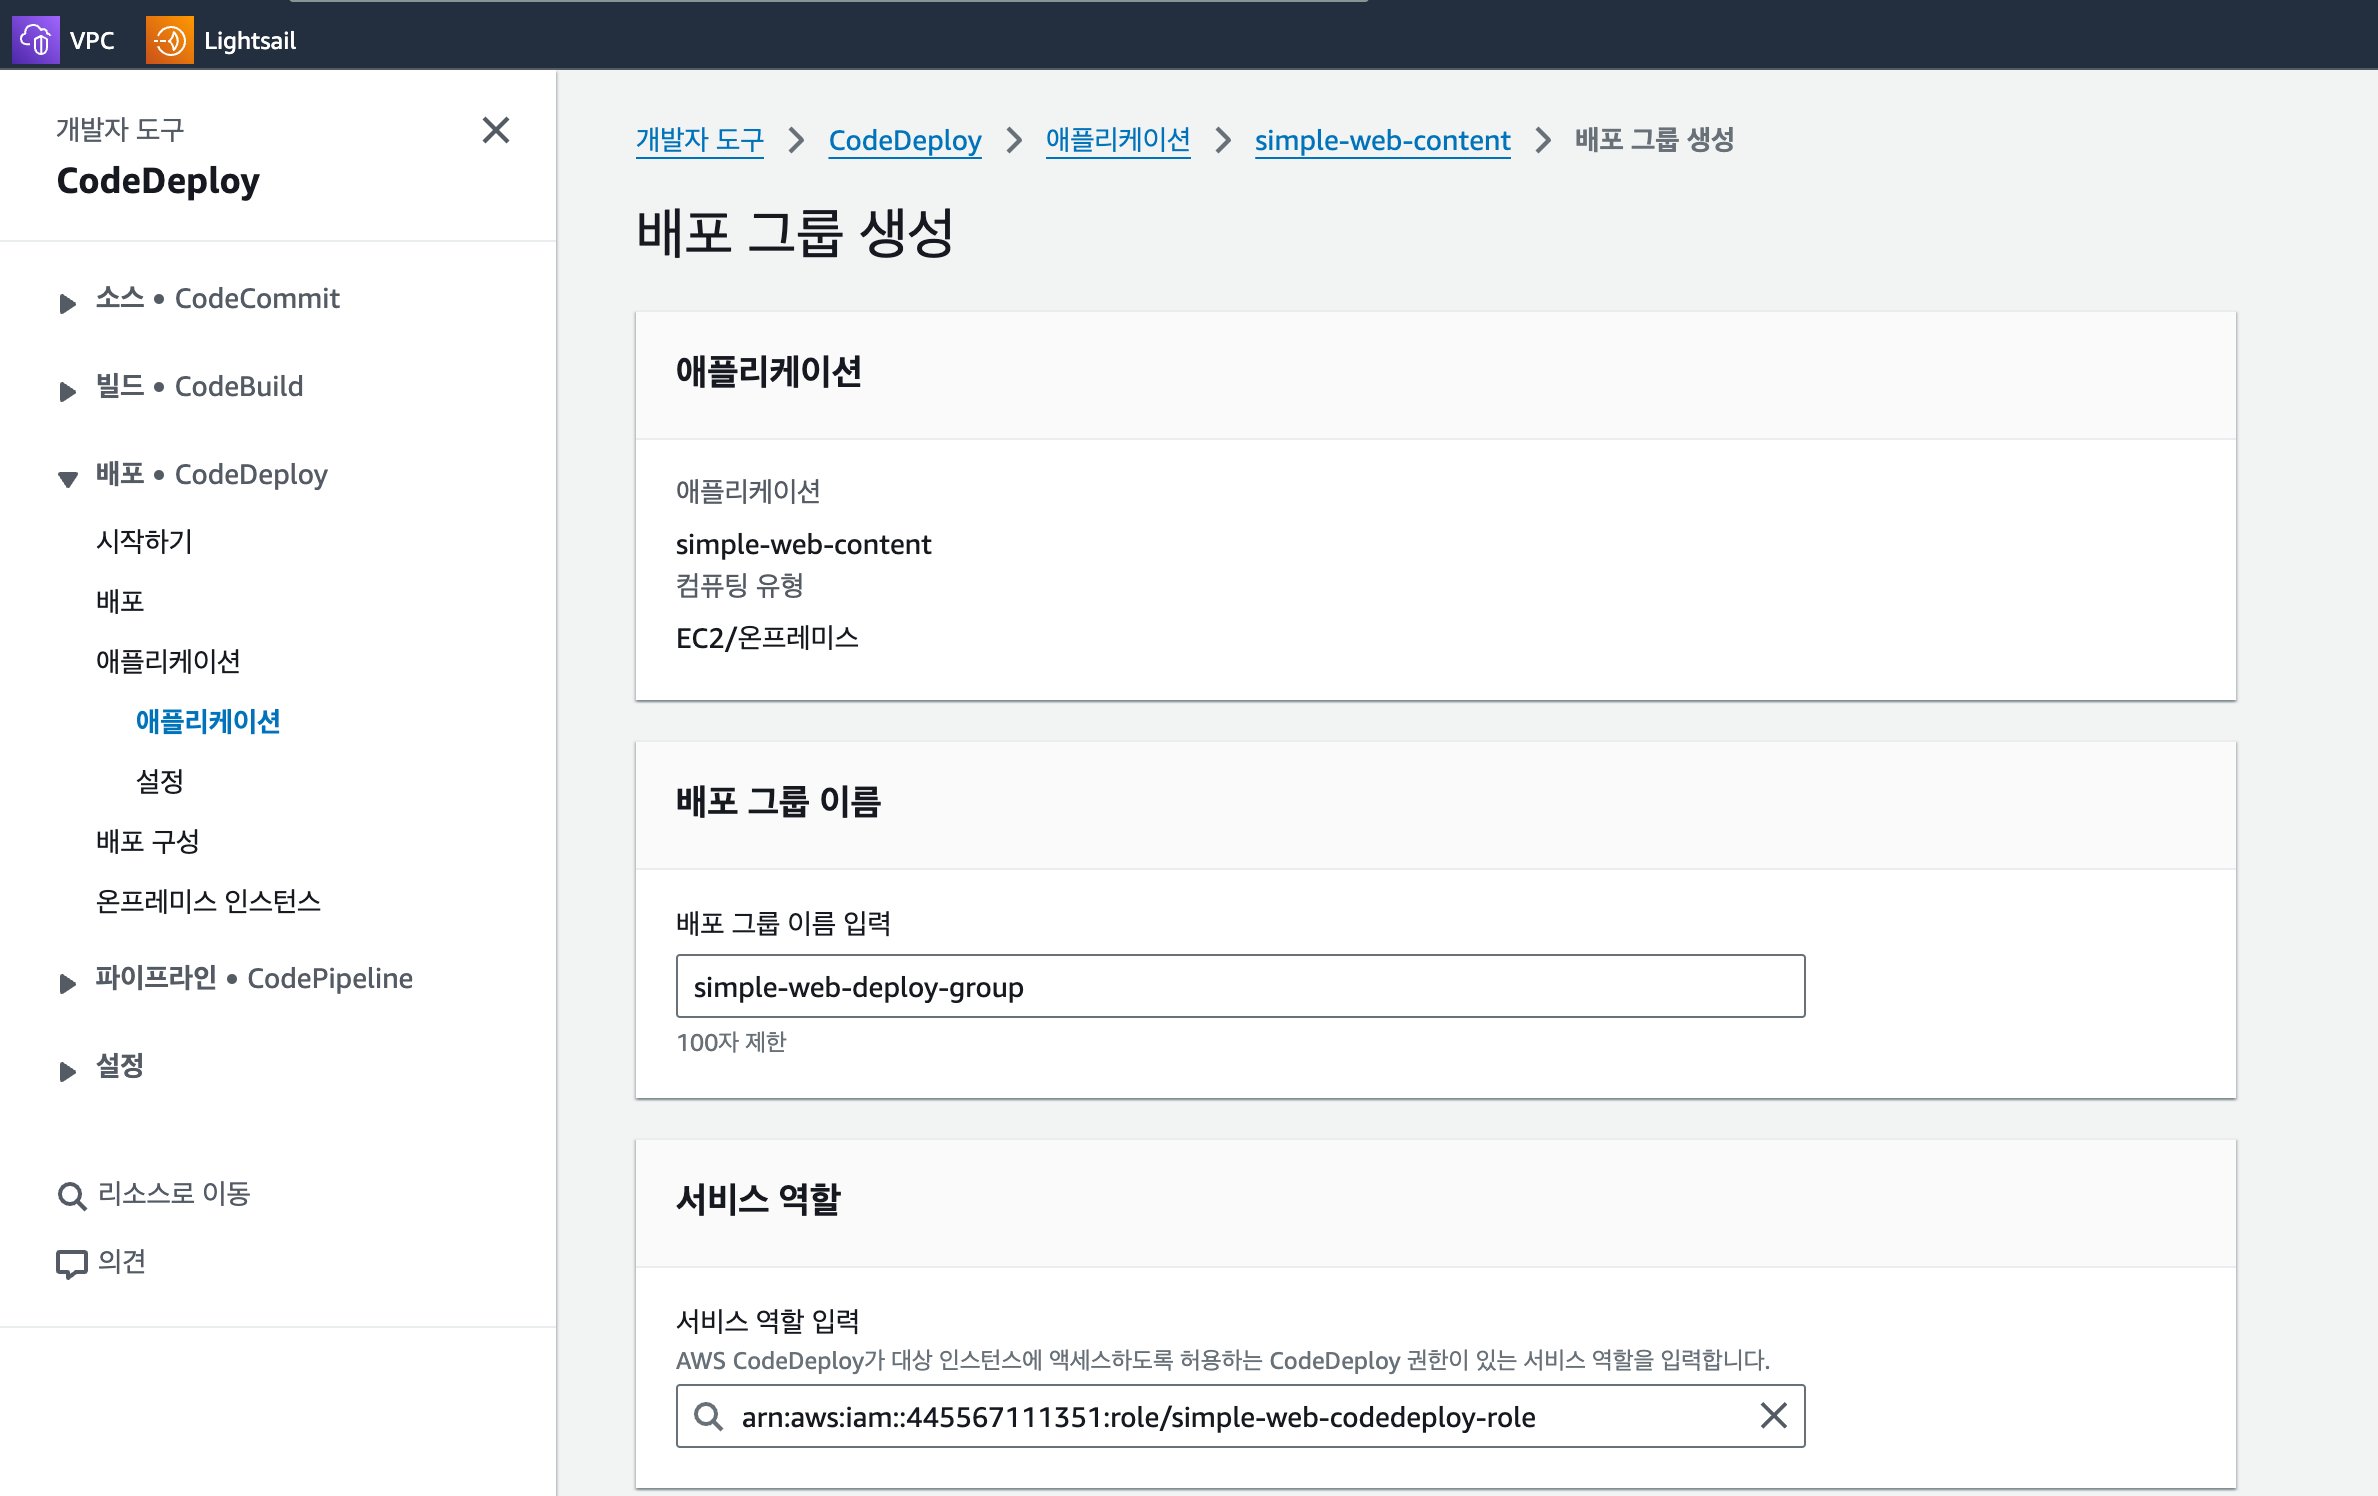 VPC
Lightsail
개발자 도구
CodeDeploy
소스 • CodeCommit
빌드 • CodeBuild
배포 • CodeDeploy
시작하기
배포
애플리케이션
애플리케이션
설정
배포 구성
온프레미스 인스턴스
파이프라인 • CodePipeline
설정
리소스로 이동
의견
개발자 도구 > CodeDeploy > 애플리케이션 > simple-web-content > 배포 그룹 생성
배포 그룹 생성
애플리케이션
애플리케이션
simple-web-content
컴퓨팅 유형
EC2/온프레미스
배포 그룹 이름
배포 그룹 이름 입력
simple-web-deploy-group
100자 제한
서비스 역할
서비스 역할 입력
AWS CodeDeploy가 대상 인스턴스에 액세스하도록 허용하는 CodeDeploy 권한이 있는 서비스 역할을 입력합니다.
arn:aws:iam::445567111351:role/simple-web-codedeploy-role